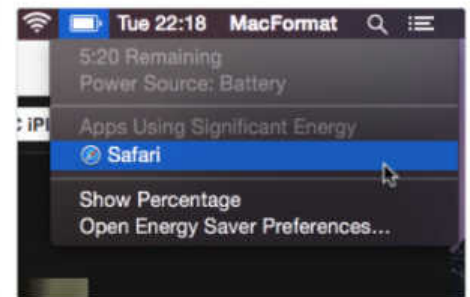 Tue 22:18 MacFormat
5:20 Remaining
Power Source: Battery
iPl
Apps Using Significant Energy
Safari
Show Percentage
Open Energy Saver Preferences...